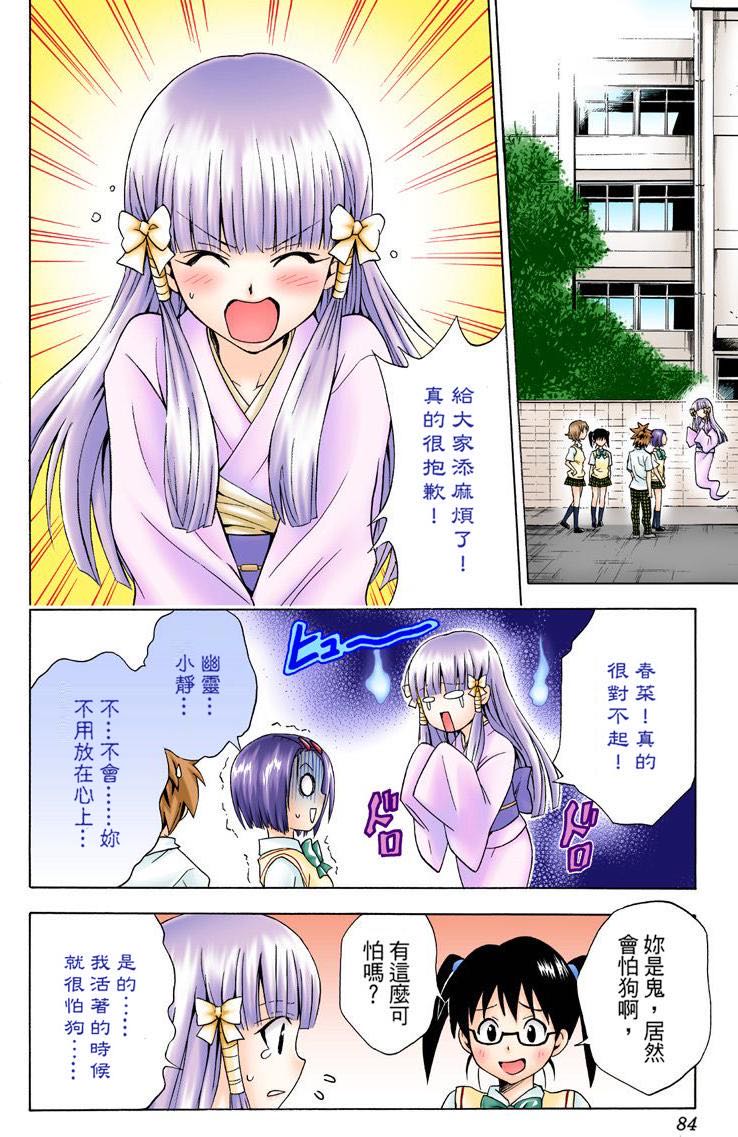 給大家添麻煩了！
真的很抱歉！
春菜！真的
很對不起！
ヒュ～
ドロ
ドロ
幽靈…
小靜…
不…不會……妳
不用放在心上…
妳是鬼，居然
會怕狗啊，
有這麼可
怕嗎？
是的……
我活著的時候
就很怕狗……
84